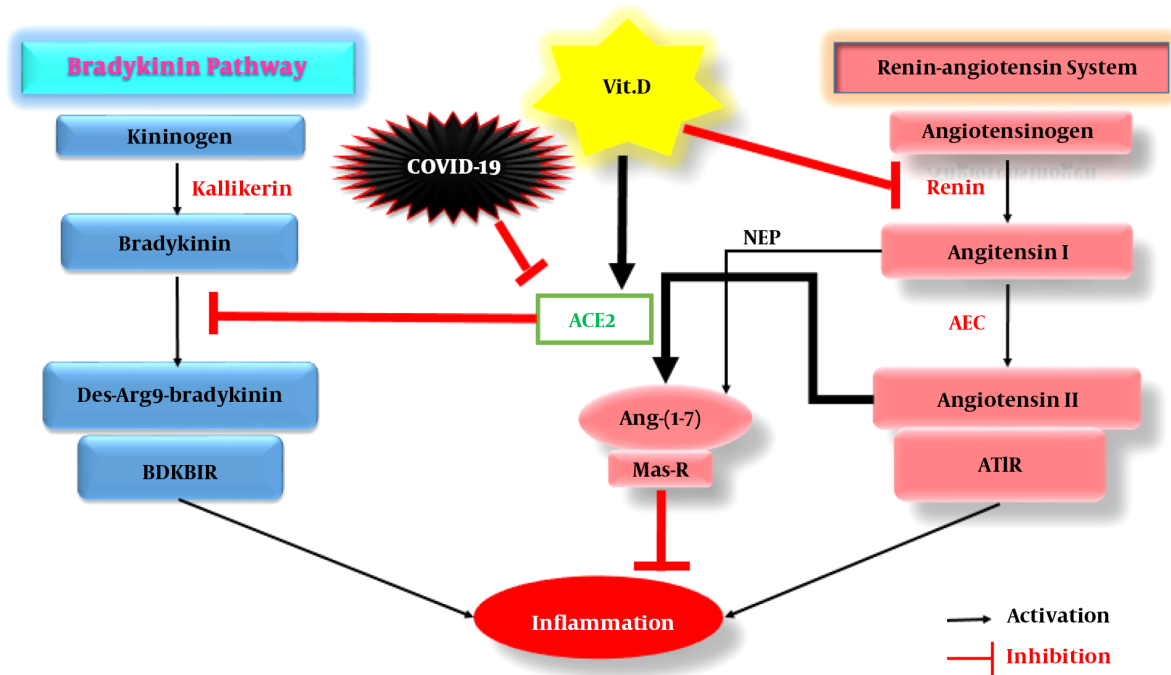 Bradykinin Pathway
Kininogen
Kallikerin
Bradykinin
Des-Arg9-bradykinin
BDKBIR
COVID-19
Vit.D
ACE2
NEP
Ang-(1-7)
Mas-R
Inflammation
Renin-angiotensin System
Angiotensinogen
Renin
Angitensin I
AEC
Angiotensin II
ATIR
Activation
Inhibition